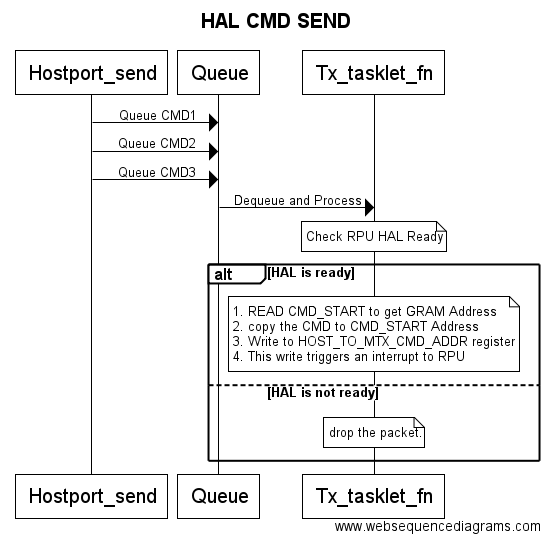 HAL CMD SEND
Hostport_send
Queue
Tx_tasklet_fn
Queue CMD1
Queue CMD2
Queue CMD3
Dequeue and Process
Check RPU HAL Ready
alt
[HAL is ready]
1. READ CMD_START to get GRAM Address
2. copy the CMD to CMD_START Address
3. Write to HOST_TO_MTX_CMD_ADDR register
4. This write triggers an interrupt to RPU
[HAL is not ready]
drop the packet.
Hostport_send
Queue
Tx_tasklet_fn
www.websequencediagrams.com